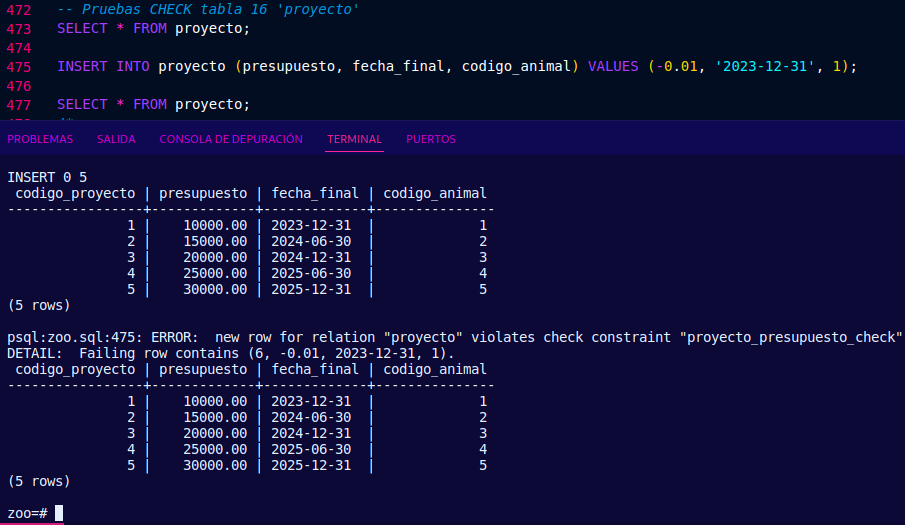 472 -- Pruebas CHECK tabla 16 'proyecto'
473 SELECT * FROM proyecto;
474
475 INSERT INTO proyecto (presupuesto, fecha_final, codigo_animal) VALUES (-0.01, '2023-12-31', 1);
476
477 SELECT * FROM proyecto;
PROBLEMAS SALIDA CONSOLA DE DEPURACIÓN TERMINAL PUERTOS
INSERT 0 5
 codigo_proyecto | presupuesto | fecha_final | codigo_animal
-----------------+-------------+-------------+---------------
               1 |    10000.00 | 2023-12-31  |             1
               2 |    15000.00 | 2024-06-30  |             2
               3 |    20000.00 | 2024-12-31  |             3
               4 |    25000.00 | 2025-06-30  |             4
               5 |    30000.00 | 2025-12-31  |             5
(5 rows)
psql:zoo.sql:475: ERROR:  new row for relation "proyecto" violates check constraint "proyecto_presupuesto_check"
DETAIL:  Failing row contains (6, -0.01, 2023-12-31, 1).
 codigo_proyecto | presupuesto | fecha_final | codigo_animal
-----------------+-------------+-------------+---------------
               1 |    10000.00 | 2023-12-31  |             1
               2 |    15000.00 | 2024-06-30  |             2
               3 |    20000.00 | 2024-12-31  |             3
               4 |    25000.00 | 2025-06-30  |             4
               5 |    30000.00 | 2025-12-31  |             5
(5 rows)
zoo=#